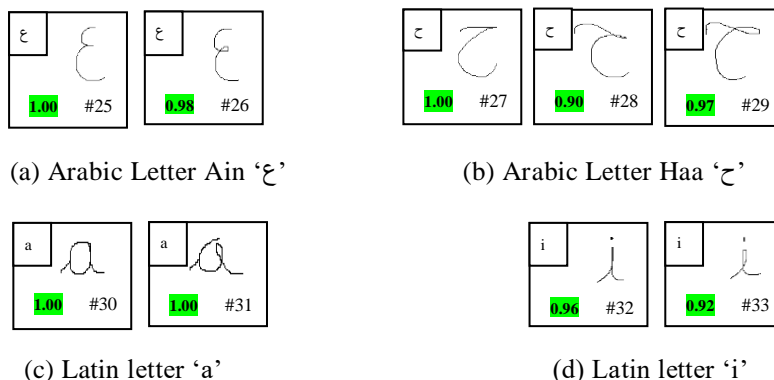 ع ع ح ح ح
1.00 #25 0.98 #26 1.00 #27 0.90 #28 0.97 #29
(a) Arabic Letter Ain ‘ع’ (b) Arabic Letter Haa ‘ح’
a a i i
1.00 #30 1.00 #31 0.96 #32 0.92 #33
(c) Latin letter ‘a’ (d) Latin letter ‘i’